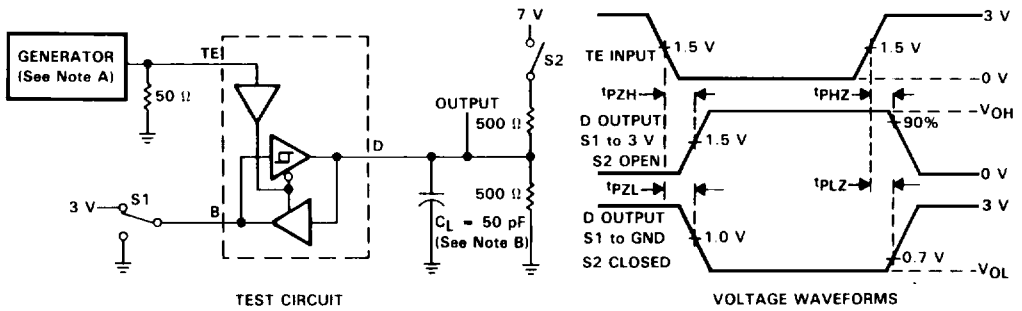 GENERATOR
(See Note A)
50 Ω
TE
3 V
S1
B
D
OUTPUT
7 V
S2
500 Ω
500 Ω
CL = 50 pF
(See Note B)
TEST CIRCUIT
TE INPUT
1.5 V
1.5 V
3 V
0 V
tPZH
tPHZ
D OUTPUT
S1 to 3 V
S2 OPEN
1.5 V
VOH
90%
0 V
tPZL
tPLZ
D OUTPUT
S1 to GND
S2 CLOSED
1.0 V
3 V
0.7 V
VOL
VOLTAGE WAVEFORMS